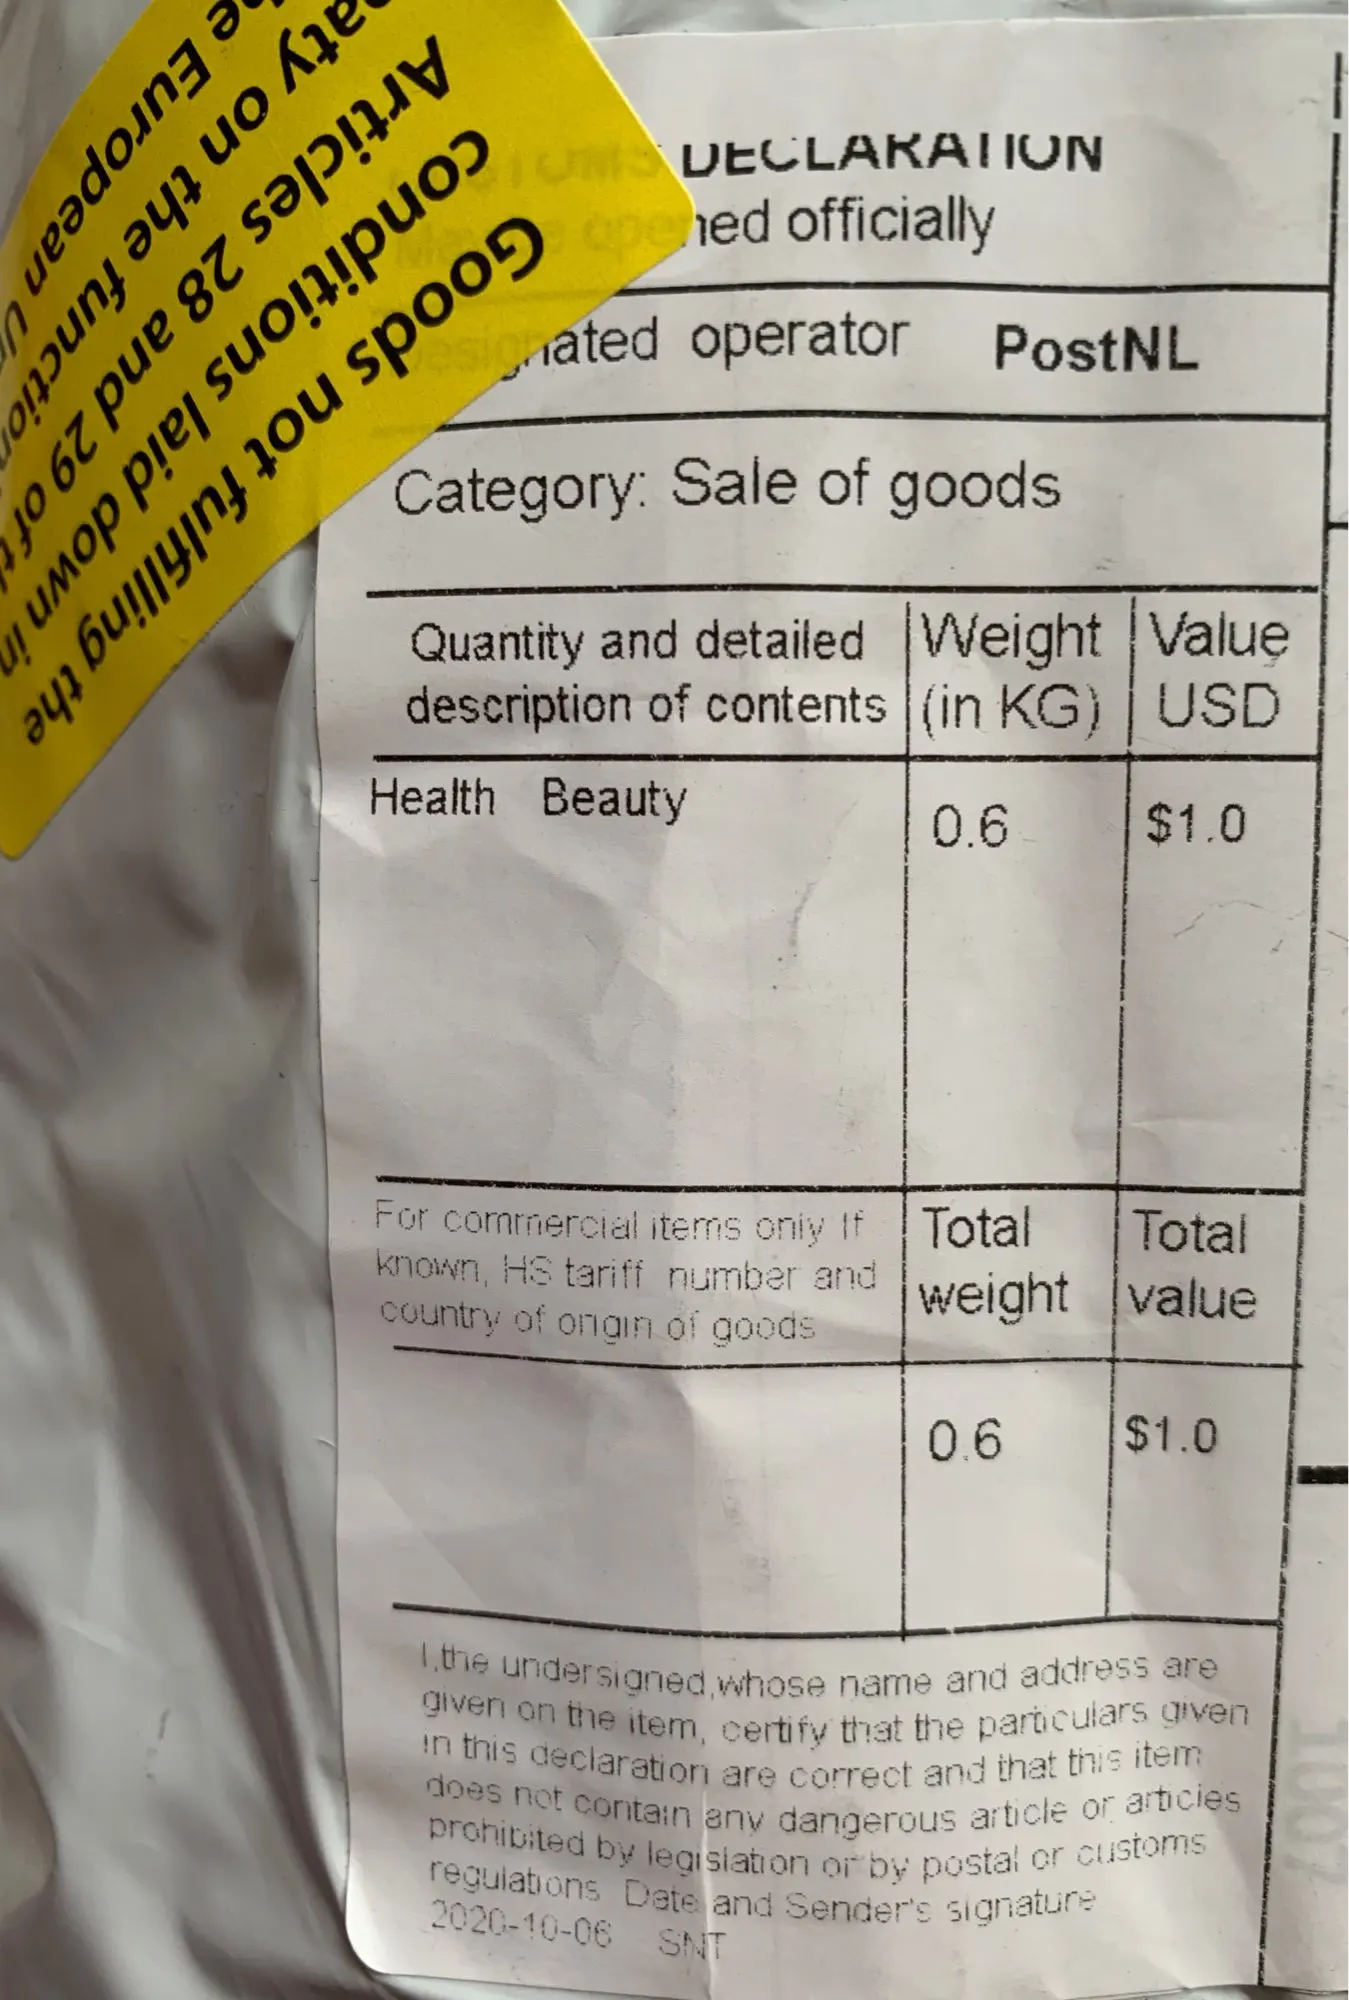 Goods not fulfilling the
conditions laid down in
Articles 28 and 29 of
on the
European
DECLARATION
officially
operator PostNL
Category: Sale of goods
Quantity and detailed
description of contents
Weight
(in KG)
Value
USD
Health Beauty
0.6
$1.0
For commercial items only If
known, HS tariff number and
country of origin of goods
Total
weight
Total
value
0.6
$1.0
I,the undersigned,whose name and address are
given on the item, certify that the particulars given
in this declaration are correct and that this item
does not contain any dangerous article or articles
prohibited by legislation or by postal or customs
regulations Date and Sender's signature
2020-10-06 SNT